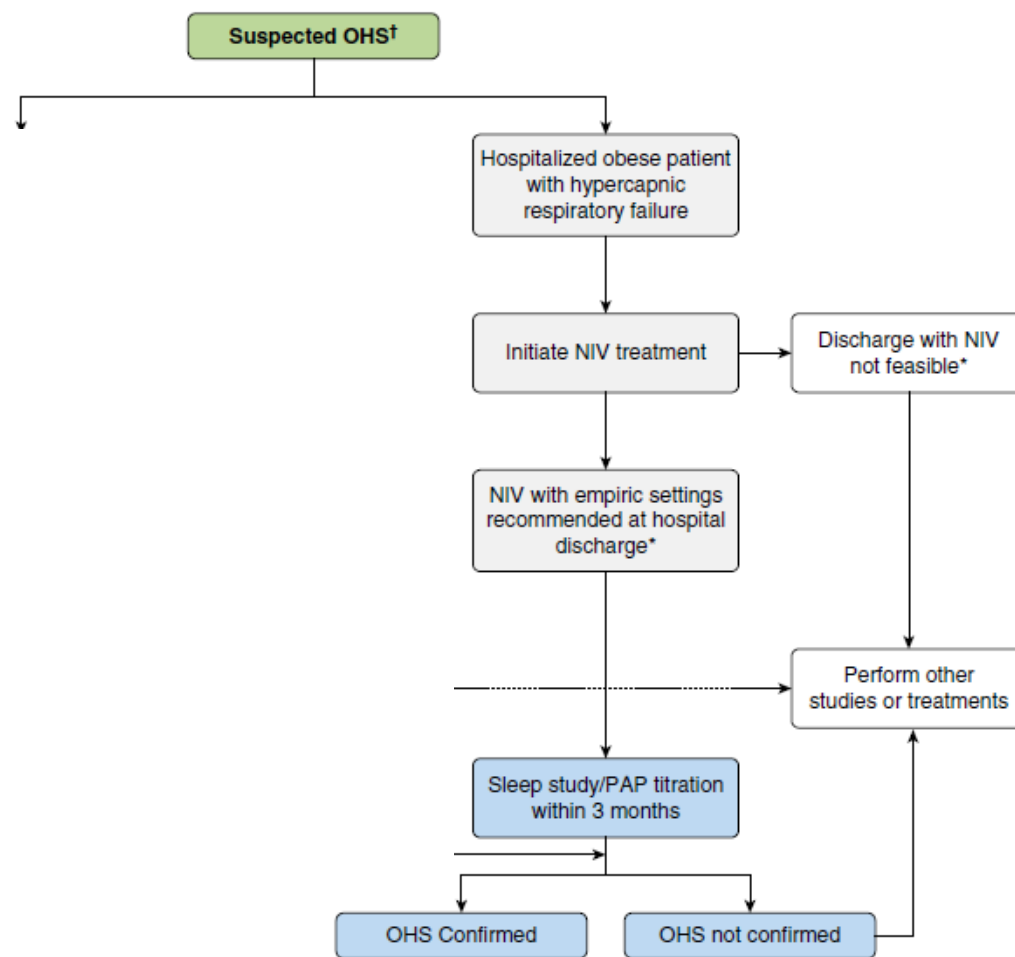 Suspected OHS†
Hospitalized obese patient
with hypercapnic
respiratory failure
Initiate NIV treatment
Discharge with NIV
not feasible*
NIV with empiric settings
recommended at hospital
discharge*
Perform other
studies or treatments
Sleep study/PAP titration
within 3 months
OHS Confirmed
OHS not confirmed